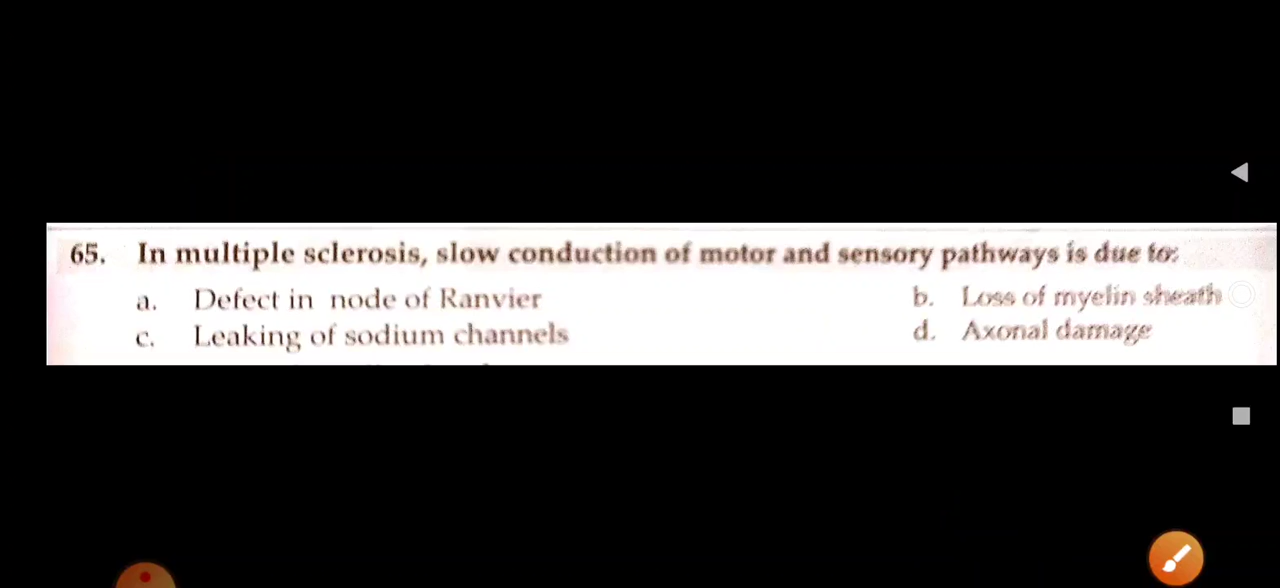 65. In multiple sclerosis, slow conduction of motor and sensory pathways is due to:
a. Defect in node of Ranvier b. Loss of myelin sheath
c. Leaking of sodium channels d. Axonal damage